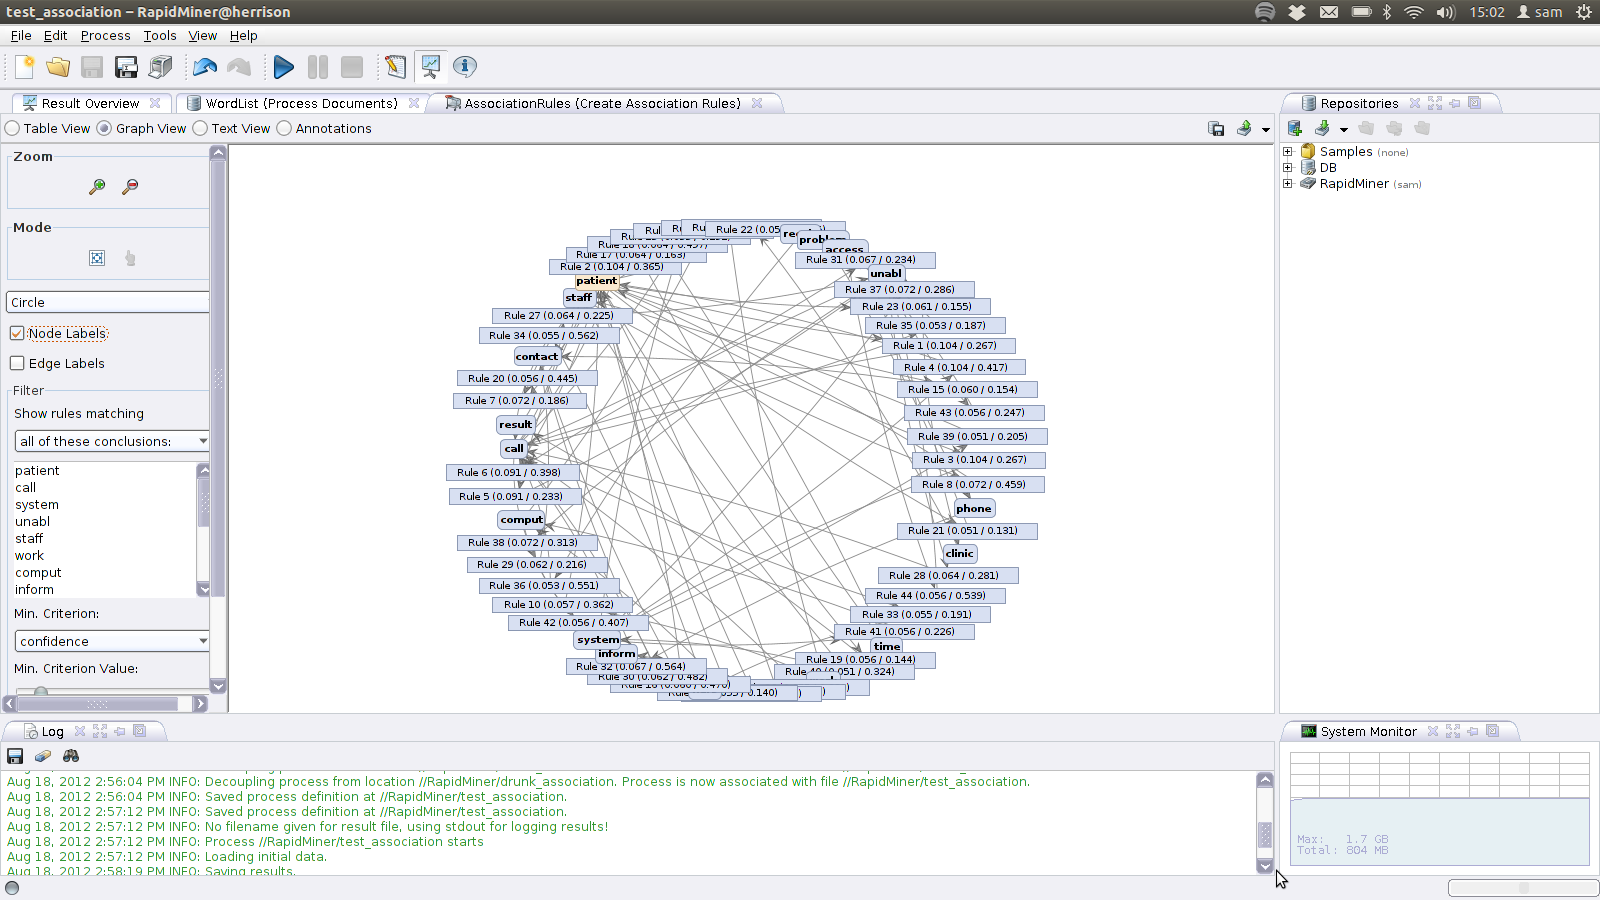 test_association – RapidMiner@herrison
15:02 sam
File Edit Process Tools View Help
Result Overview
WordList (Process Documents)
AssociationRules (Create Association Rules)
Repositories
Table View Graph View Text View Annotations
Samples (none)
DB
RapidMiner (sam)
Zoom
Mode
Circle
Node Labels
Edge Labels
Filter
Show rules matching
all of these conclusions:
patient
call
system
unabl
staff
work
comput
inform
Min. Criterion:
confidence
Min. Criterion Value:
Rule 22 (0.05
problem
access
Rule 31 (0.067 / 0.234)
Rule 17 (0.064 / 0.163)
Rule 2 (0.104 / 0.365)
unabl
patient
Rule 37 (0.072 / 0.286)
staff
Rule 23 (0.061 / 0.155)
Rule 27 (0.064 / 0.225)
Rule 35 (0.053 / 0.187)
Rule 34 (0.055 / 0.562)
Rule 1 (0.104 / 0.267)
contact
Rule 4 (0.104 / 0.417)
Rule 20 (0.056 / 0.445)
Rule 15 (0.060 / 0.154)
Rule 7 (0.072 / 0.186)
Rule 43 (0.056 / 0.247)
result
Rule 39 (0.051 / 0.205)
call
Rule 3 (0.104 / 0.267)
Rule 6 (0.091 / 0.398)
Rule 8 (0.072 / 0.459)
Rule 5 (0.091 / 0.233)
phone
comput
Rule 21 (0.051 / 0.131)
Rule 38 (0.072 / 0.313)
clinic
Rule 29 (0.062 / 0.216)
Rule 28 (0.064 / 0.281)
Rule 36 (0.053 / 0.551)
Rule 44 (0.056 / 0.539)
Rule 10 (0.057 / 0.362)
Rule 33 (0.055 / 0.191)
Rule 42 (0.056 / 0.407)
Rule 41 (0.056 / 0.226)
system
time
inform
Rule 19 (0.056 / 0.144)
Rule 32 (0.067 / 0.564)
Rule 30 (0.062 / 0.482)
Log
System Monitor
Aug 18, 2012 2:56:04 PM INFO: Decoupling process from location //RapidMiner/drunk_association. Process is now associated with file //RapidMiner/test_association.
Aug 18, 2012 2:56:04 PM INFO: Saved process definition at //RapidMiner/test_association.
Aug 18, 2012 2:57:12 PM INFO: Saved process definition at //RapidMiner/test_association.
Aug 18, 2012 2:57:12 PM INFO: No filename given for result file, using stdout for logging results!
Aug 18, 2012 2:57:12 PM INFO: Process //RapidMiner/test_association starts
Aug 18, 2012 2:57:12 PM INFO: Loading initial data.
Aug 18, 2012 2:58:19 PM INFO: Saving results.
Max: 1.7 GB
Total: 804 MB